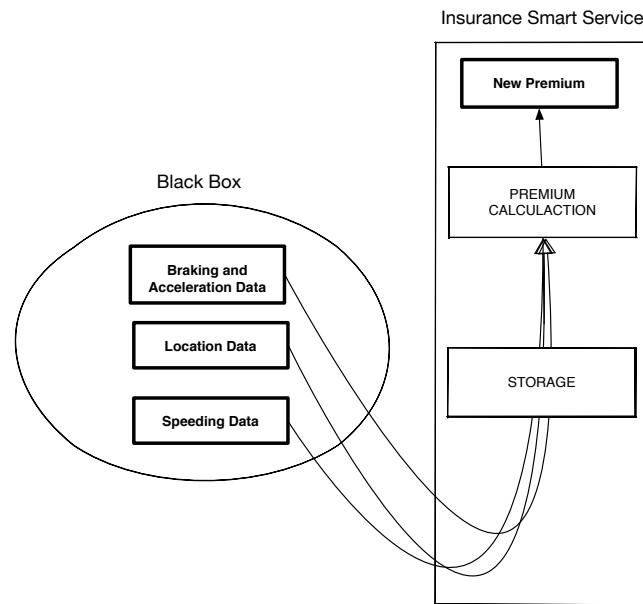 Insurance Smart Service
New Premium
PREMIUM
CALCULACTION
Black Box
Braking and
Acceleration Data
Location Data
STORAGE
Speeding Data